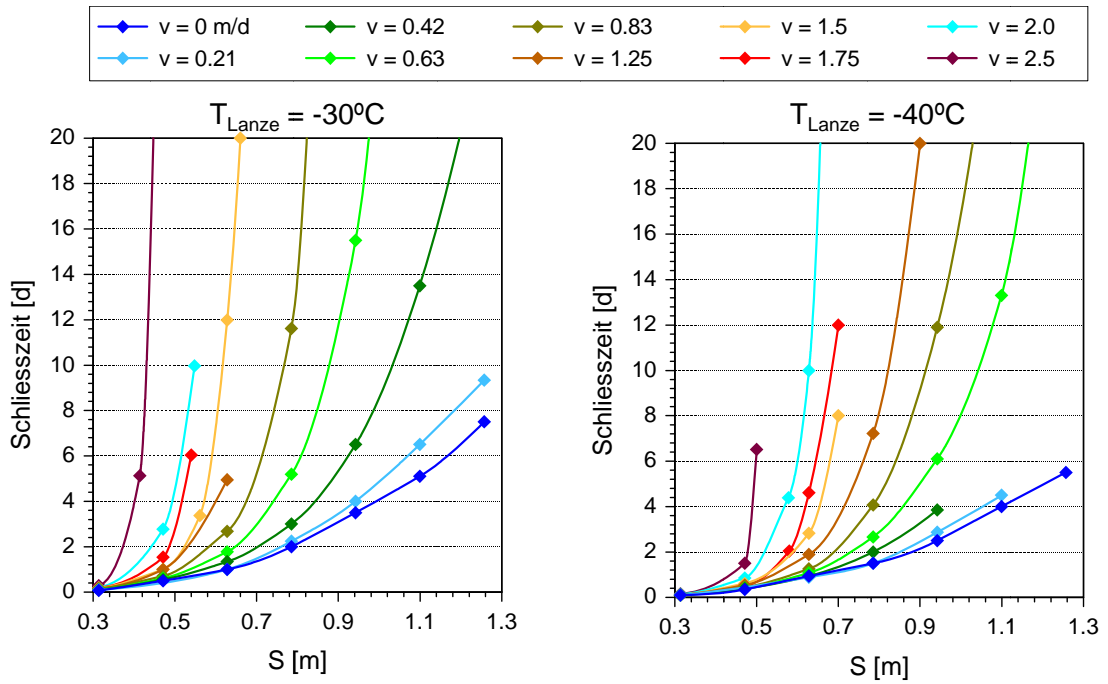 v = 0 m/d v = 0.42 v = 0.83 v = 1.5 v = 2.0
v = 0.21 v = 0.63 v = 1.25 v = 1.75 v = 2.5
T_Lanze = -30ºC
20
18
16
14
12
10
8
6
4
2
0
Schliesszeit [d]
0.3 0.5 0.7 0.9 1.1 1.3
S [m]
T_Lanze = -40ºC
20
18
16
14
12
10
8
6
4
2
0
Schliesszeit [d]
0.3 0.5 0.7 0.9 1.1 1.3
S [m]